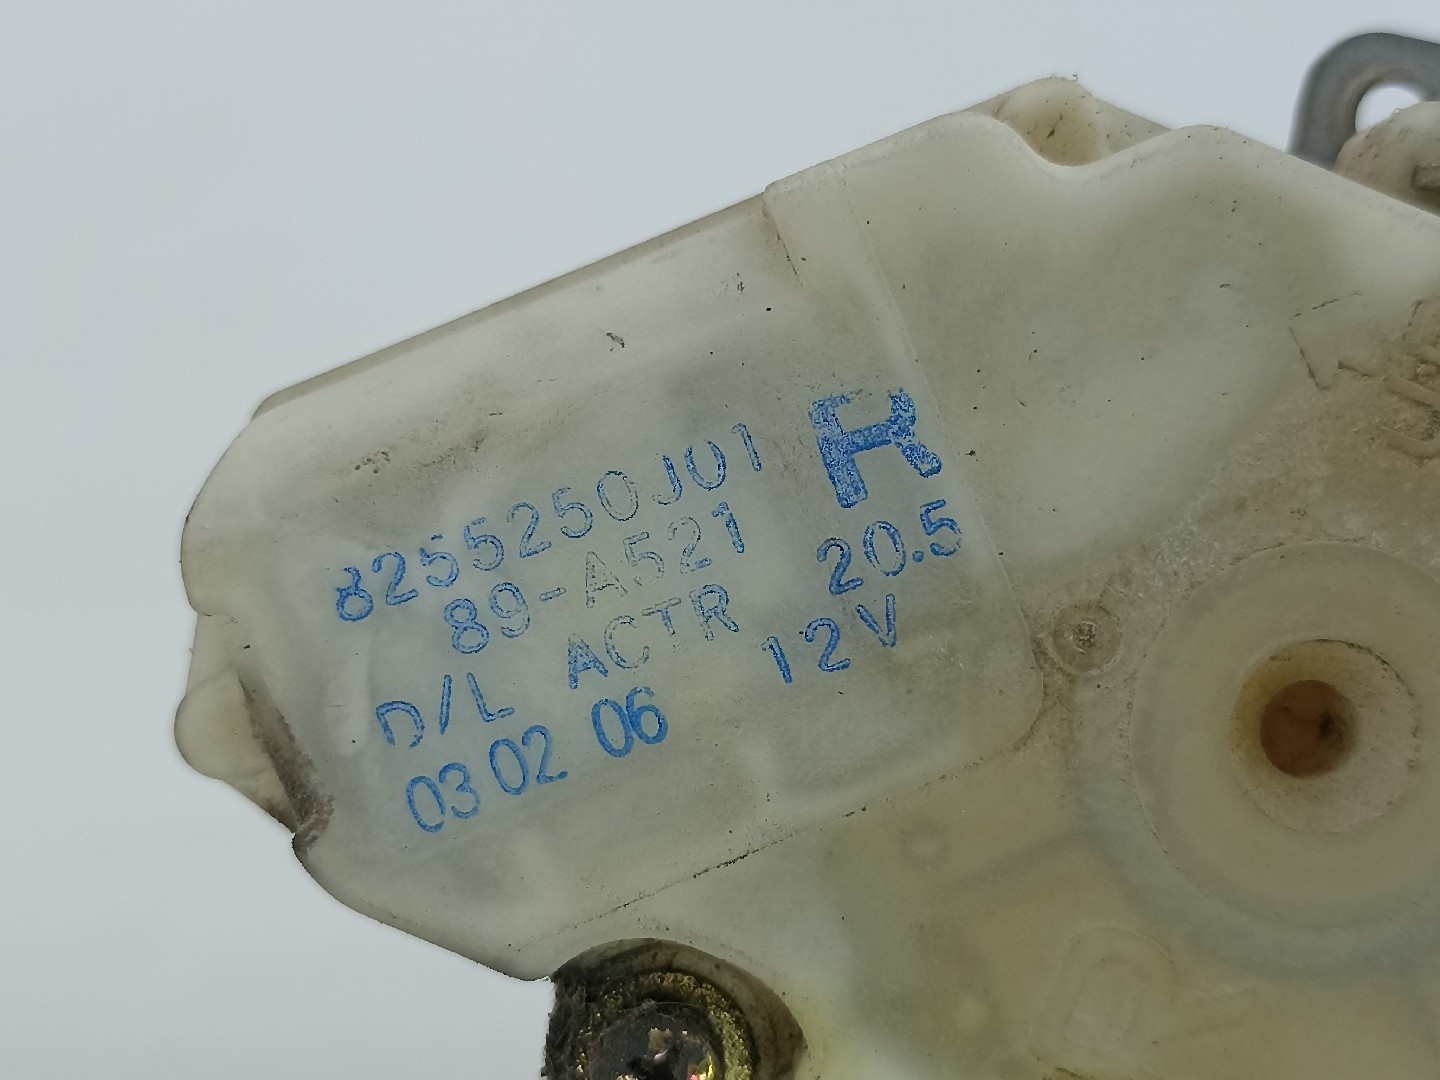 8255250J01 R
89-A521 20.5
D/L ACTR 12V
03 02 06